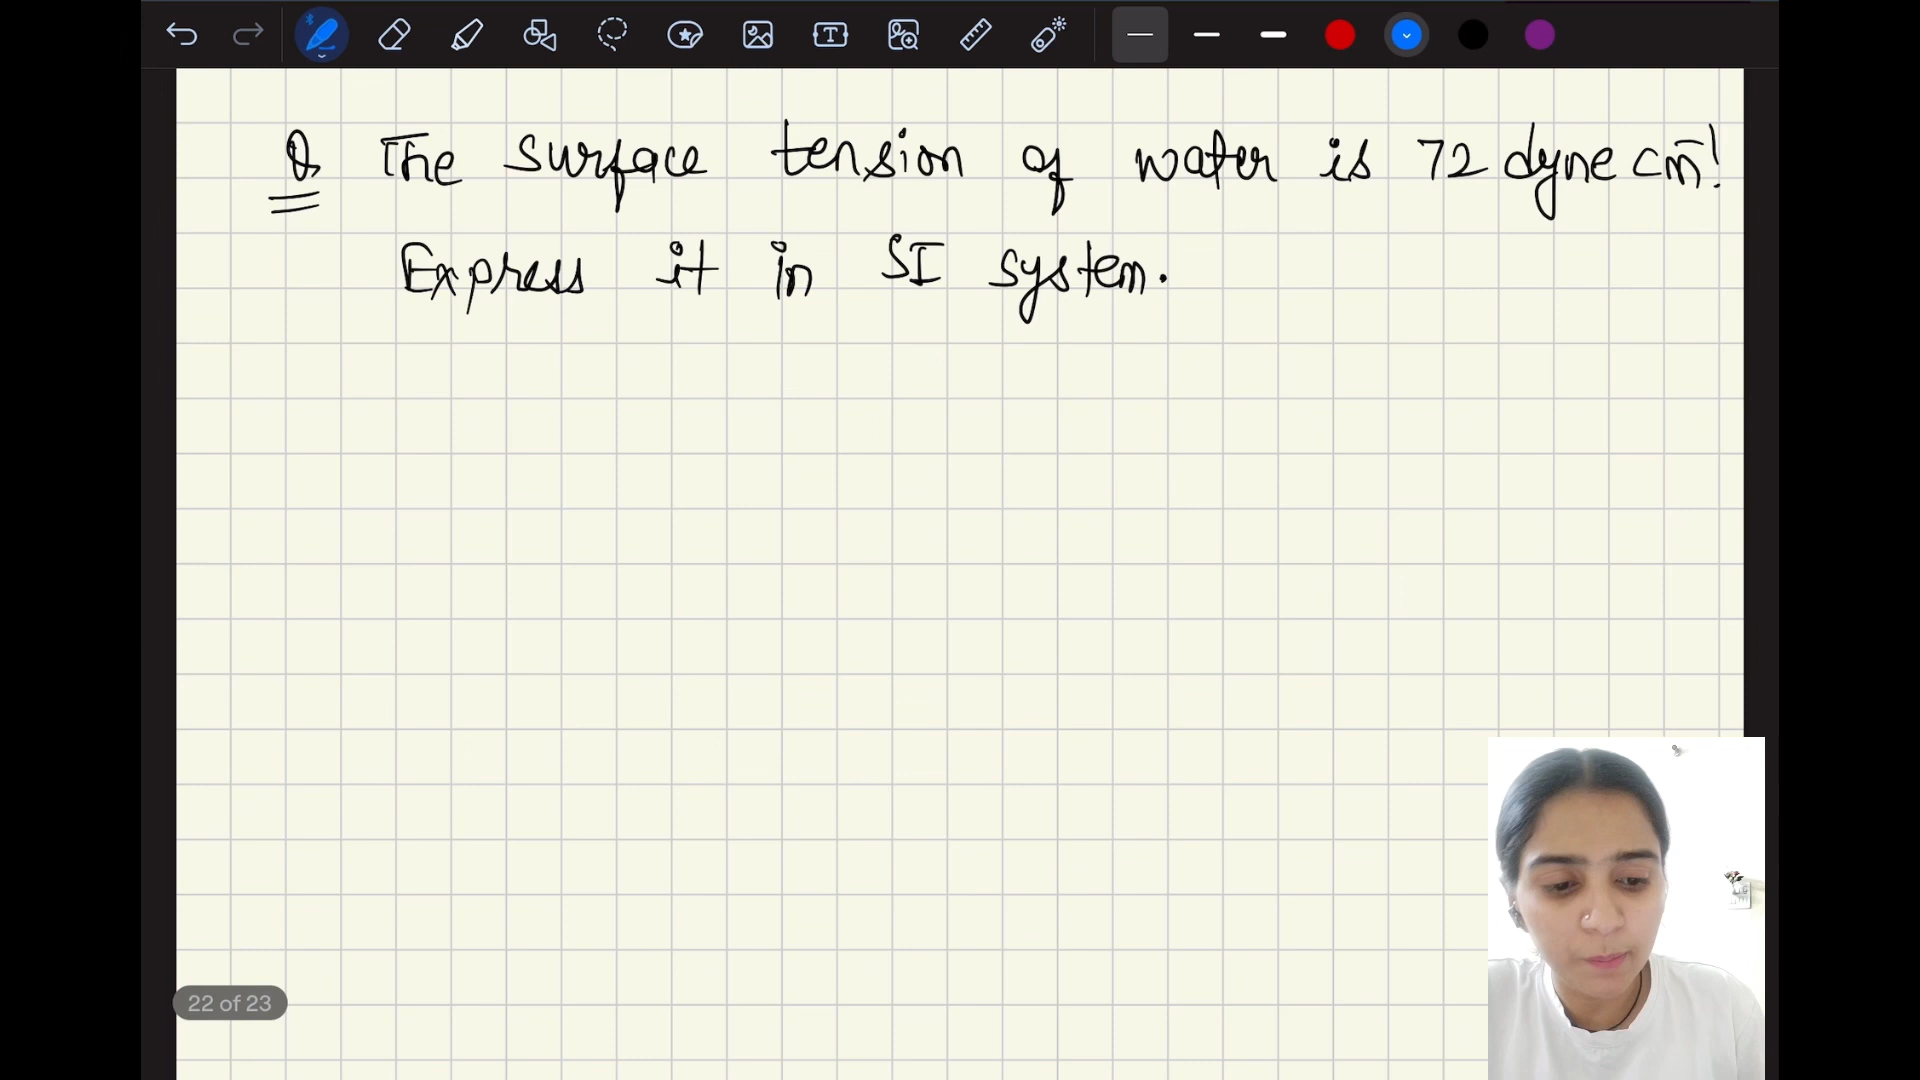 Q The surface tension of water is 72 dyne cm⁻¹.
Express it in SI system.
22 of 23